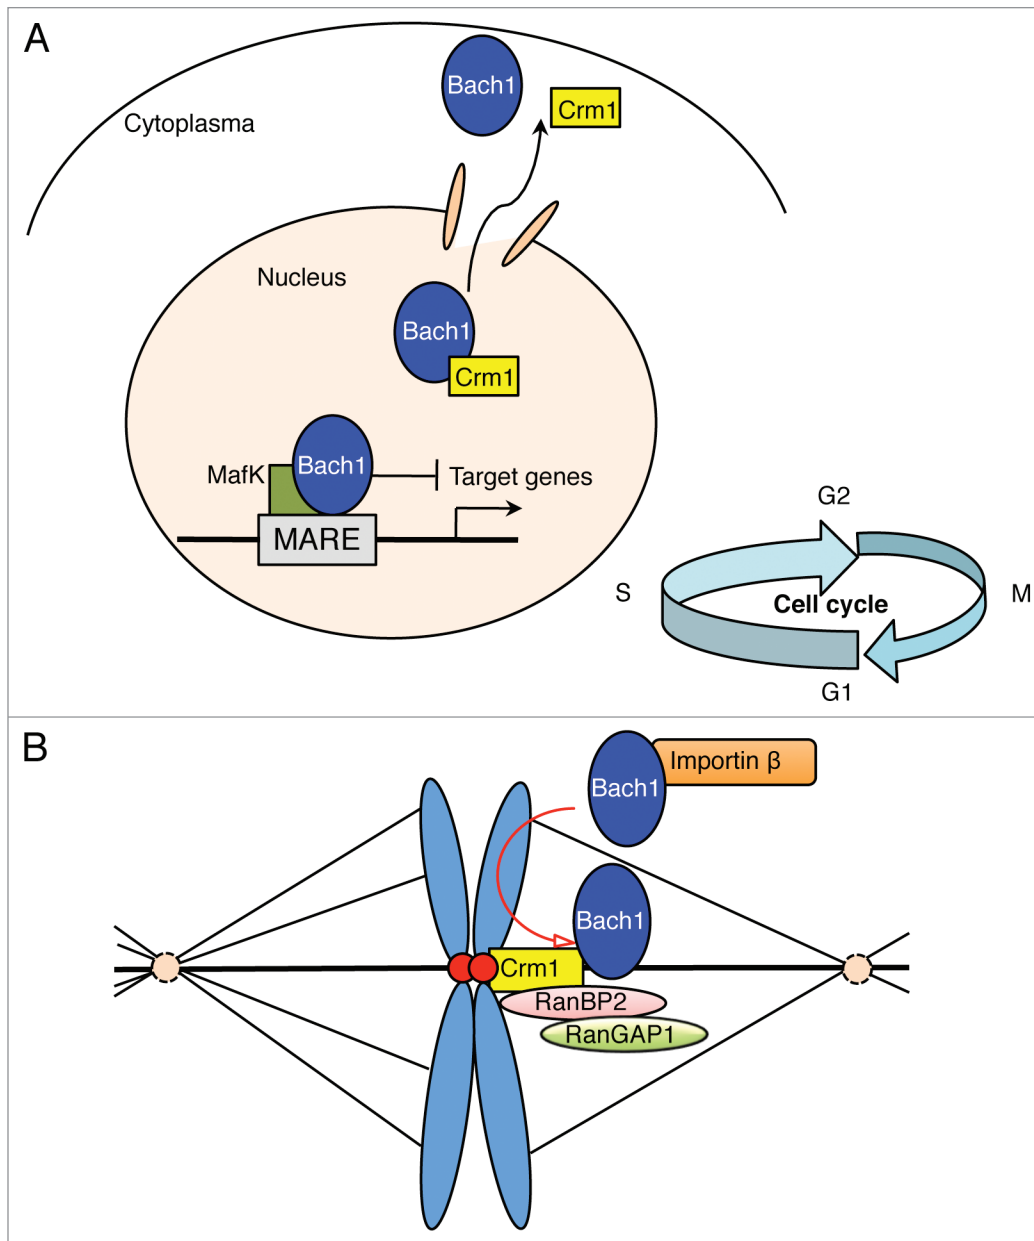 A
Bach1
Crm1
Cytoplasma
Nucleus
Bach1
Crm1
MafK
Bach1
Target genes
MARE
G2
S
Cell cycle
M
G1
B
Importin β
Bach1
Bach1
Crm1
RanBP2
RanGAP1